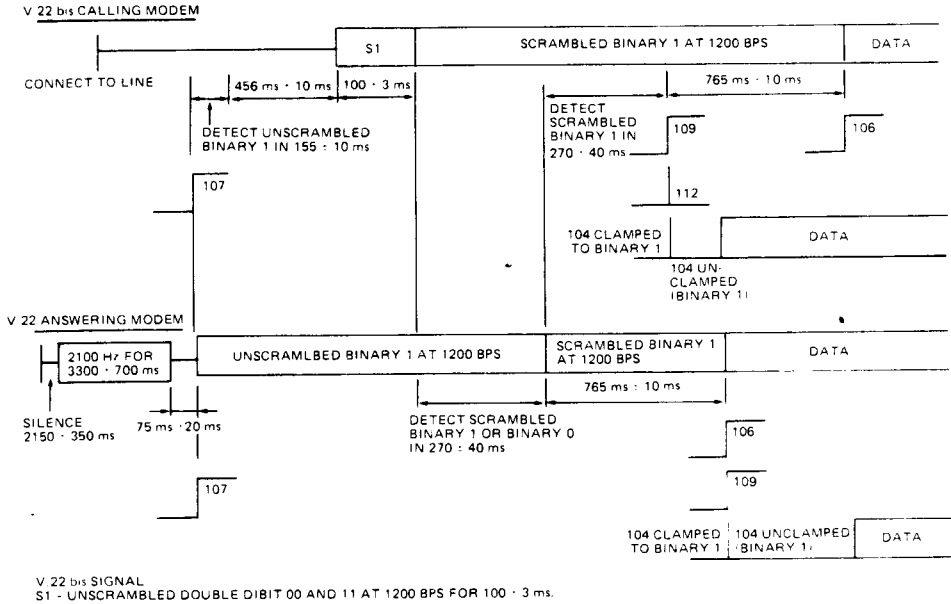 V 22 bis CALLING MODEM
S1
SCRAMBLED BINARY 1 AT 1200 BPS
DATA
CONNECT TO LINE
456 ms · 10 ms
100 · 3 ms
765 ms · 10 ms
DETECT UNSCRAMBLED
BINARY 1 IN 155 ÷ 10 ms
DETECT
SCRAMBLED
BINARY 1 IN
270 · 40 ms
109
106
107
112
104 CLAMPED
TO BINARY 1
DATA
104 UN-
CLAMPED
(BINARY 1)
V 22 ANSWERING MODEM
2100 Hz FOR
3300 · 700 ms
UNSCRAMLBED BINARY 1 AT 1200 BPS
SCRAMBLED BINARY 1
AT 1200 BPS
DATA
765 ms ÷ 10 ms
SILENCE
2150 · 350 ms
75 ms · 20 ms
DETECT SCRAMBLED
BINARY 1 OR BINARY 0
IN 270 ÷ 40 ms
106
107
109
104 CLAMPED
TO BINARY 1
104 UNCLAMPED
(BINARY 1)
DATA
V.22 bis SIGNAL
S1 - UNSCRAMBLED DOUBLE DIBIT 00 AND 11 AT 1200 BPS FOR 100 · 3 ms.